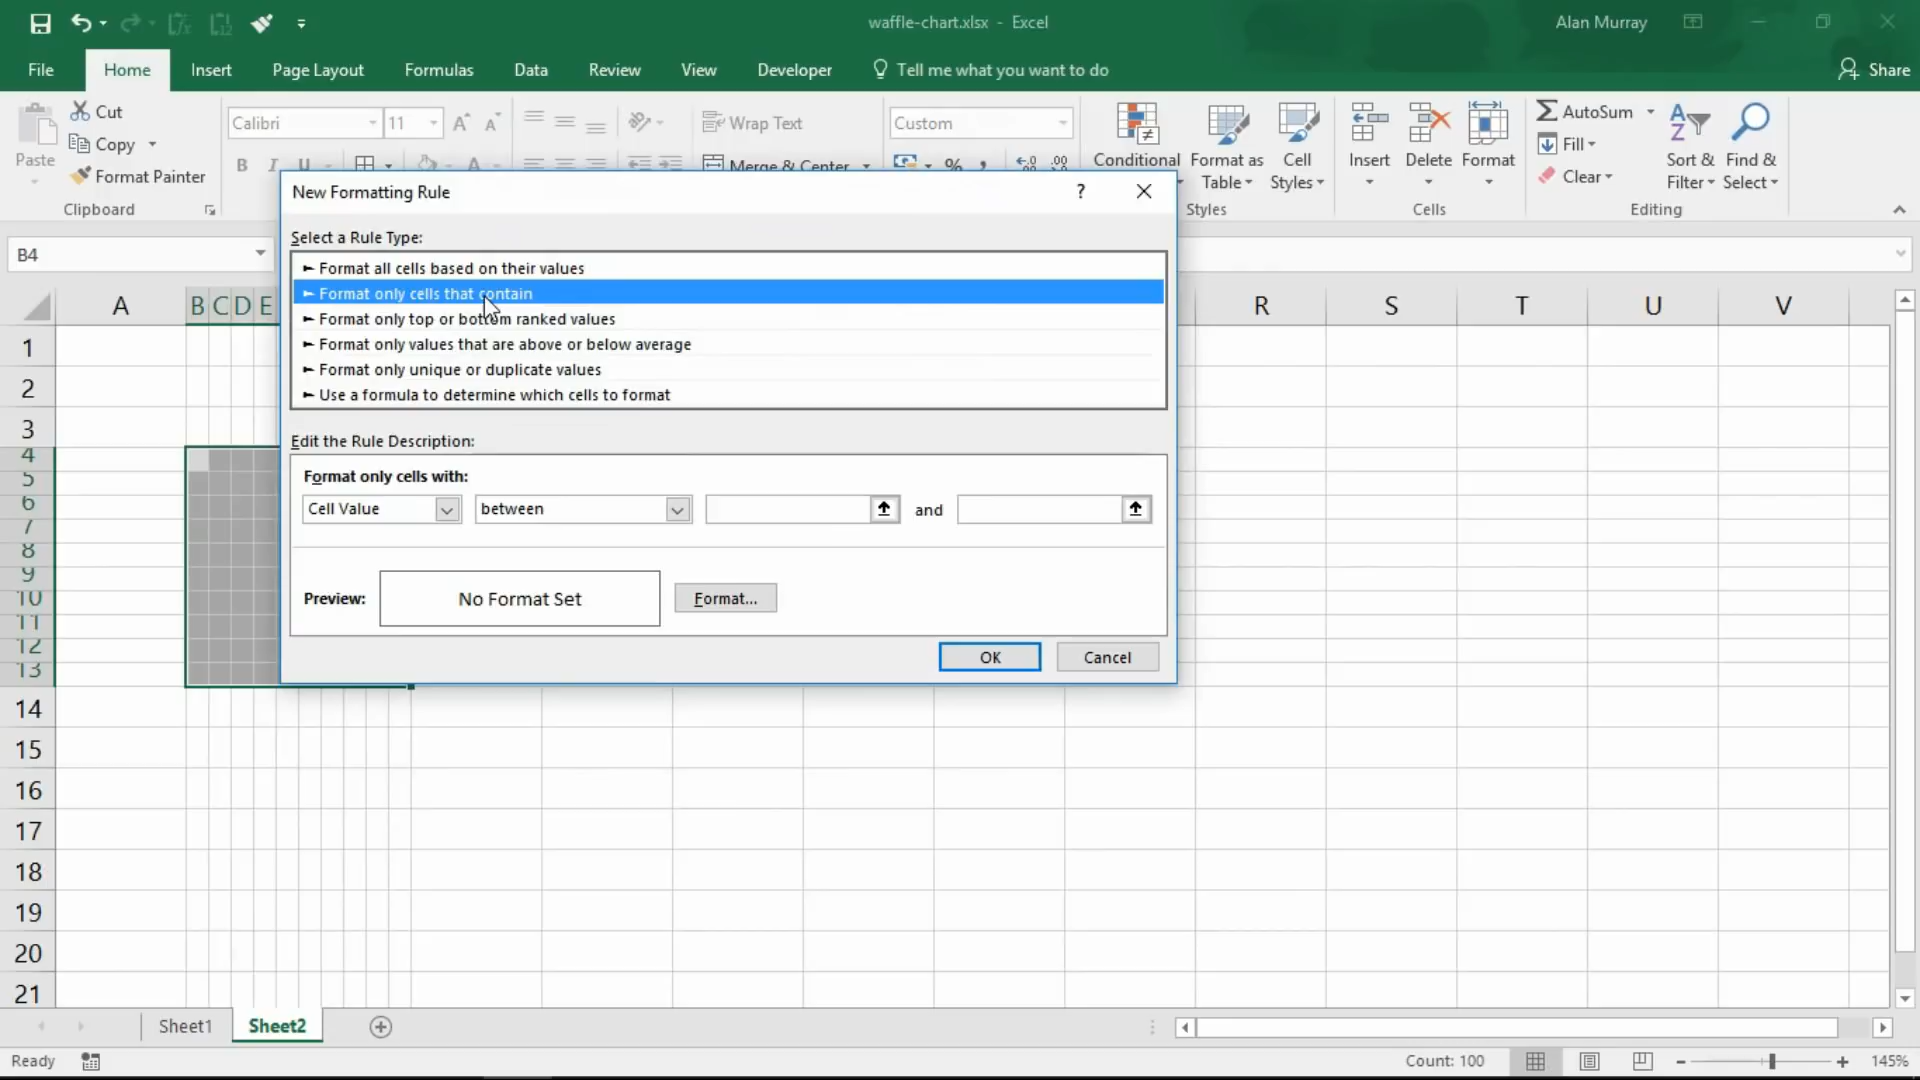 waffle-chart.xlsx - Excel
Alan Murray
File Home Insert Page Layout Formulas Data Review View Developer Tell me what you want to do Share
Cut
Copy
Format Painter
Paste
Clipboard
Calibri 11
B I U
Wrap Text
Merge & Center
Custom
%
Conditional
Format as Table
Cell Styles
Styles
Insert Delete Format
Cells
AutoSum
Fill
Clear
Sort & Filter
Find & Select
Editing
B4
New Formatting Rule
?
Select a Rule Type:
► Format all cells based on their values
► Format only cells that contain
► Format only top or bottom ranked values
► Format only values that are above or below average
► Format only unique or duplicate values
► Use a formula to determine which cells to format
Edit the Rule Description:
Format only cells with:
Cell Value between and
Preview: No Format Set Format...
OK Cancel
A B C D E R S T U V
1
2
3
4
5
6
7
8
9
10
11
12
13
14
15
16
17
18
19
20
21
Sheet1 Sheet2
Ready
Count: 100
145%